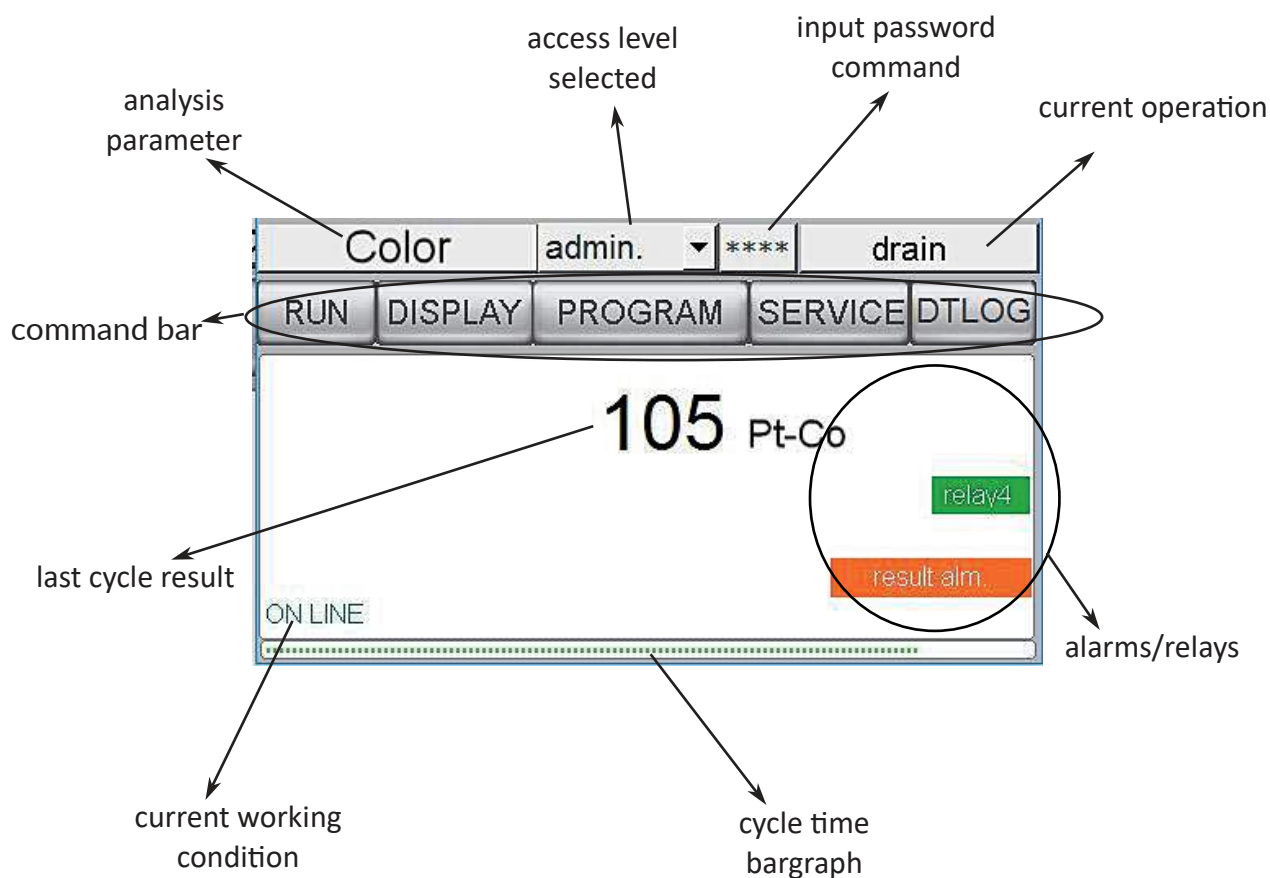 access level
selected
input password
command
analysis
parameter
current operation
Color
admin.
****
drain
command bar
RUN
DISPLAY
PROGRAM
SERVICE
DTLOG
105 Pt-Co
relay4
last cycle result
result alm.
ON LINE
alarms/relays
current working
condition
cycle time
bargraph